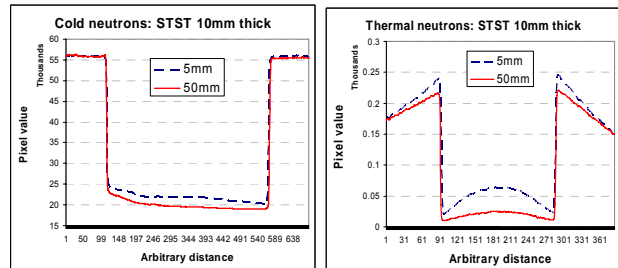 Cold neutrons: STST 10mm thick
Thousands
Pixel value
60
55
50
45
40
35
30
25
20
15
5mm
50mm
1 50 99 148 197 246 295 344 393 442 491 540 589 638
Arbitrary distance
Thermal neutrons: STST 10mm thick
Thousands
Pixel value
0.3
0.25
0.2
0.15
0.1
0.05
0
5mm
50mm
1 31 61 91 121 151 181 211 241 271 301 331 361
Arbitrary distance